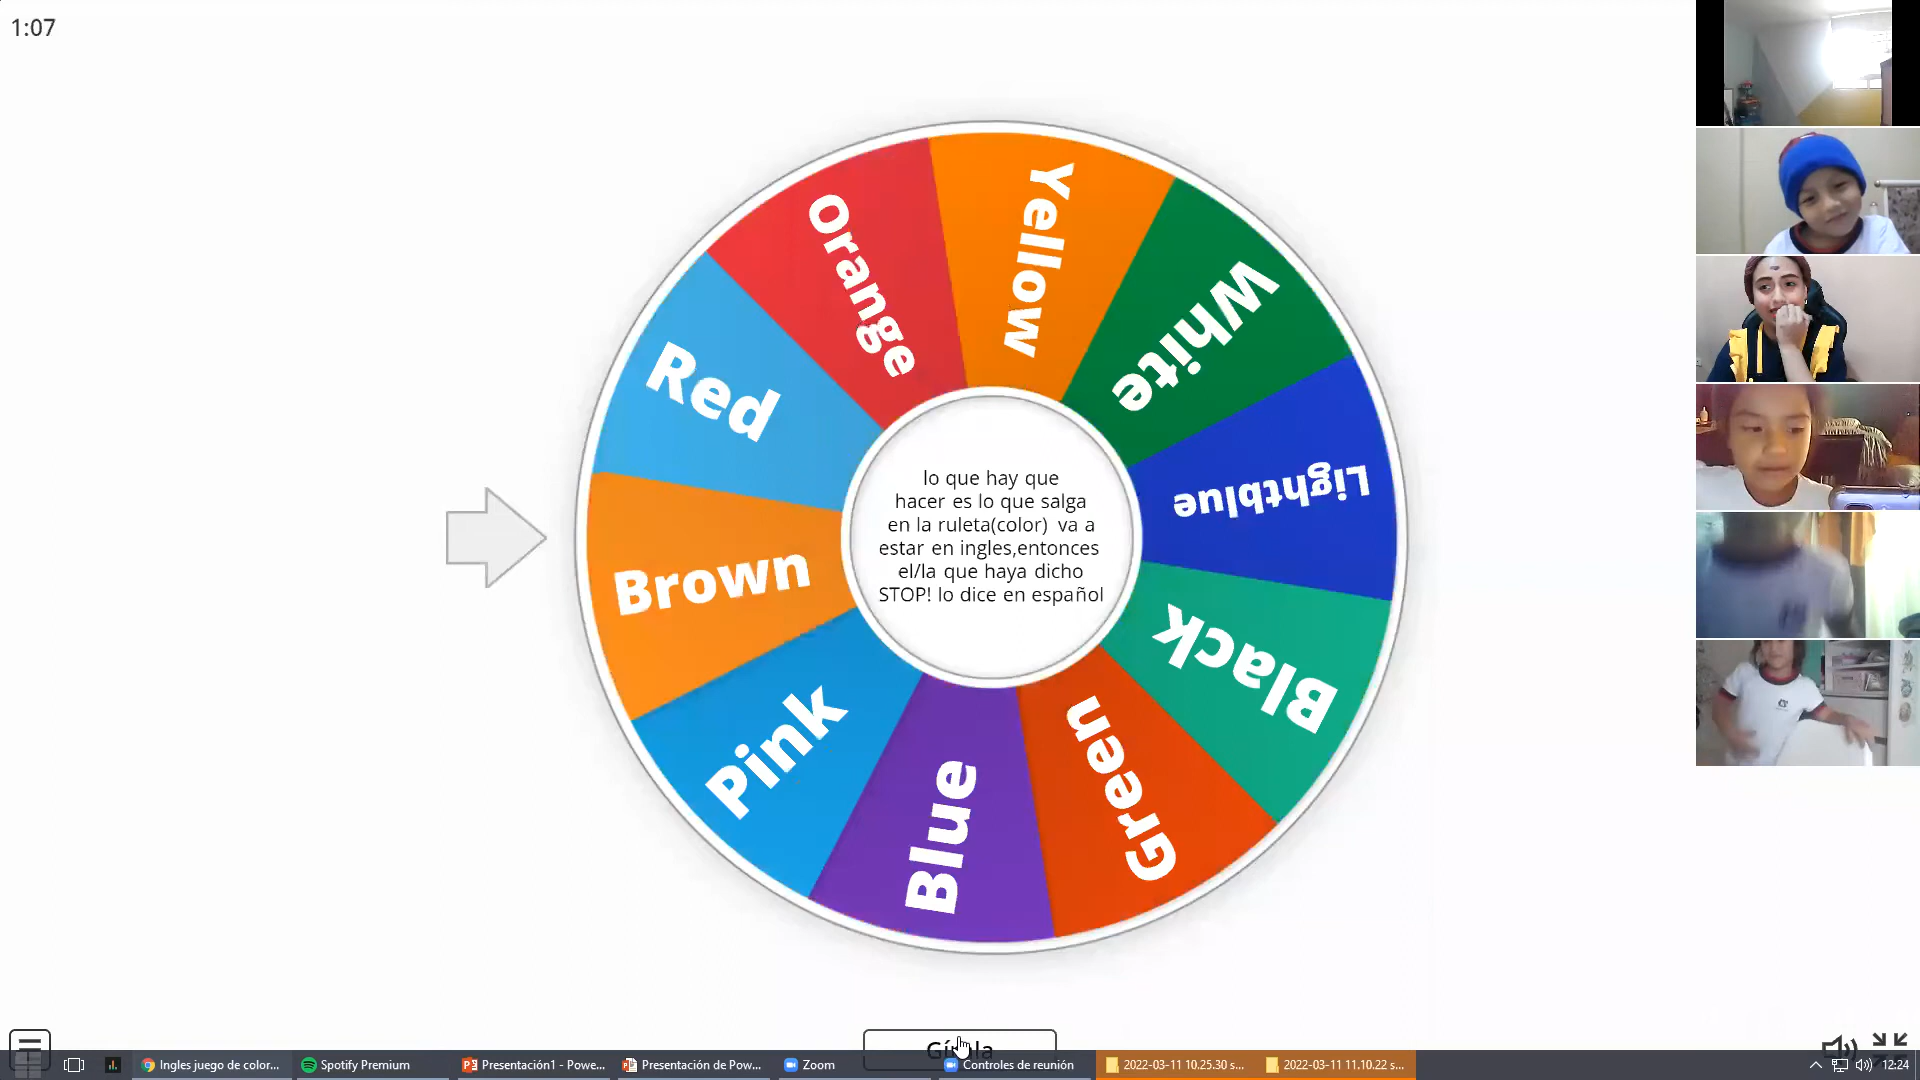 1:07
Orange
Yellow
White
Red
Lightblue
Brown
Black
Pink
Green
Blue
lo que hay que
hacer es lo que salga
en la ruleta(color) va a
estar en ingles,entonces
el/la que haya dicho
STOP! lo dice en español
Ingles juego de color...
Spotify Premium
Presentación1 - Powe...
Presentación de Pow...
Zoom
Controles de reunión
2022-03-11 10.25.30 s...
2022-03-11 11.10.22 s...
12:24